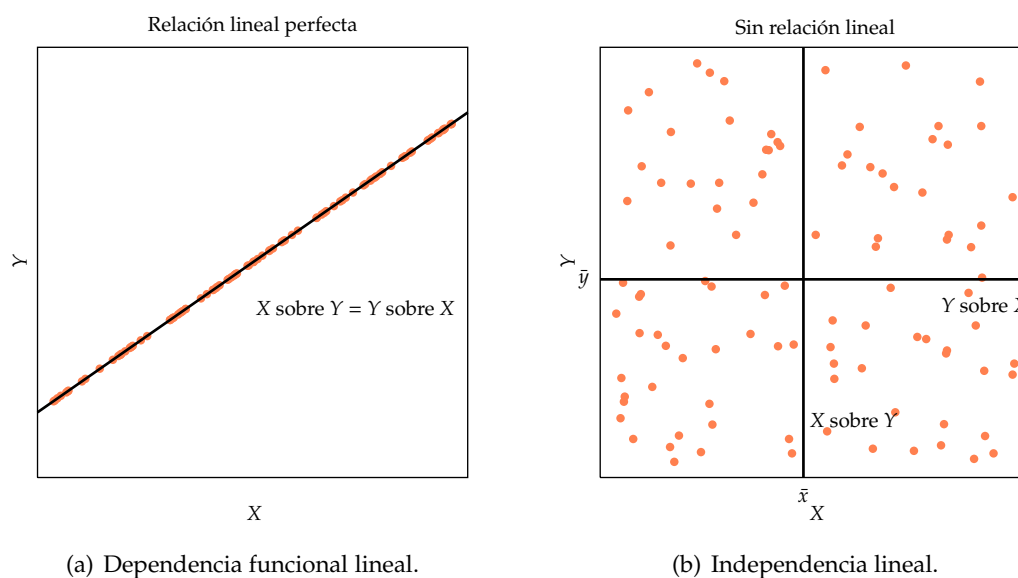 Relación lineal perfecta
Y
X sobre Y = Y sobre X
X
(a) Dependencia funcional lineal.
Sin relación lineal
Y
ȳ
Y sobre X
X sobre Y
x̄
X
(b) Independencia lineal.